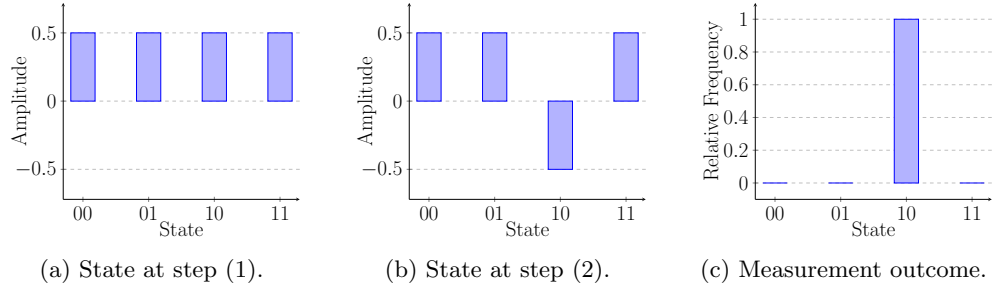 Amplitude
0.5
0
−0.5
00 01 10 11
State
(a) State at step (1).
Amplitude
0.5
0
−0.5
00 01 10 11
State
(b) State at step (2).
Relative Frequency
1
0.8
0.6
0.4
0.2
0
00 01 10 11
State
(c) Measurement outcome.